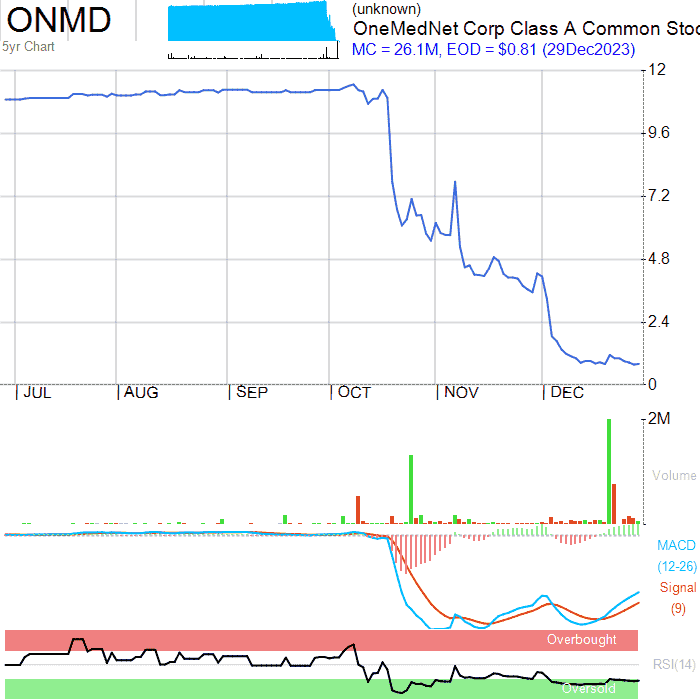 ONMD
5yr Chart
(unknown)
OneMedNet Corp Class A Common Stoc
MC = 26.1M, EOD = $0.81 (29Dec2023)
12
9.6
7.2
4.8
2.4
0
JUL AUG SEP OCT NOV DEC
2M
Volume
MACD
(12-26)
Signal
(9)
Overbought
RSI(14)
Oversold